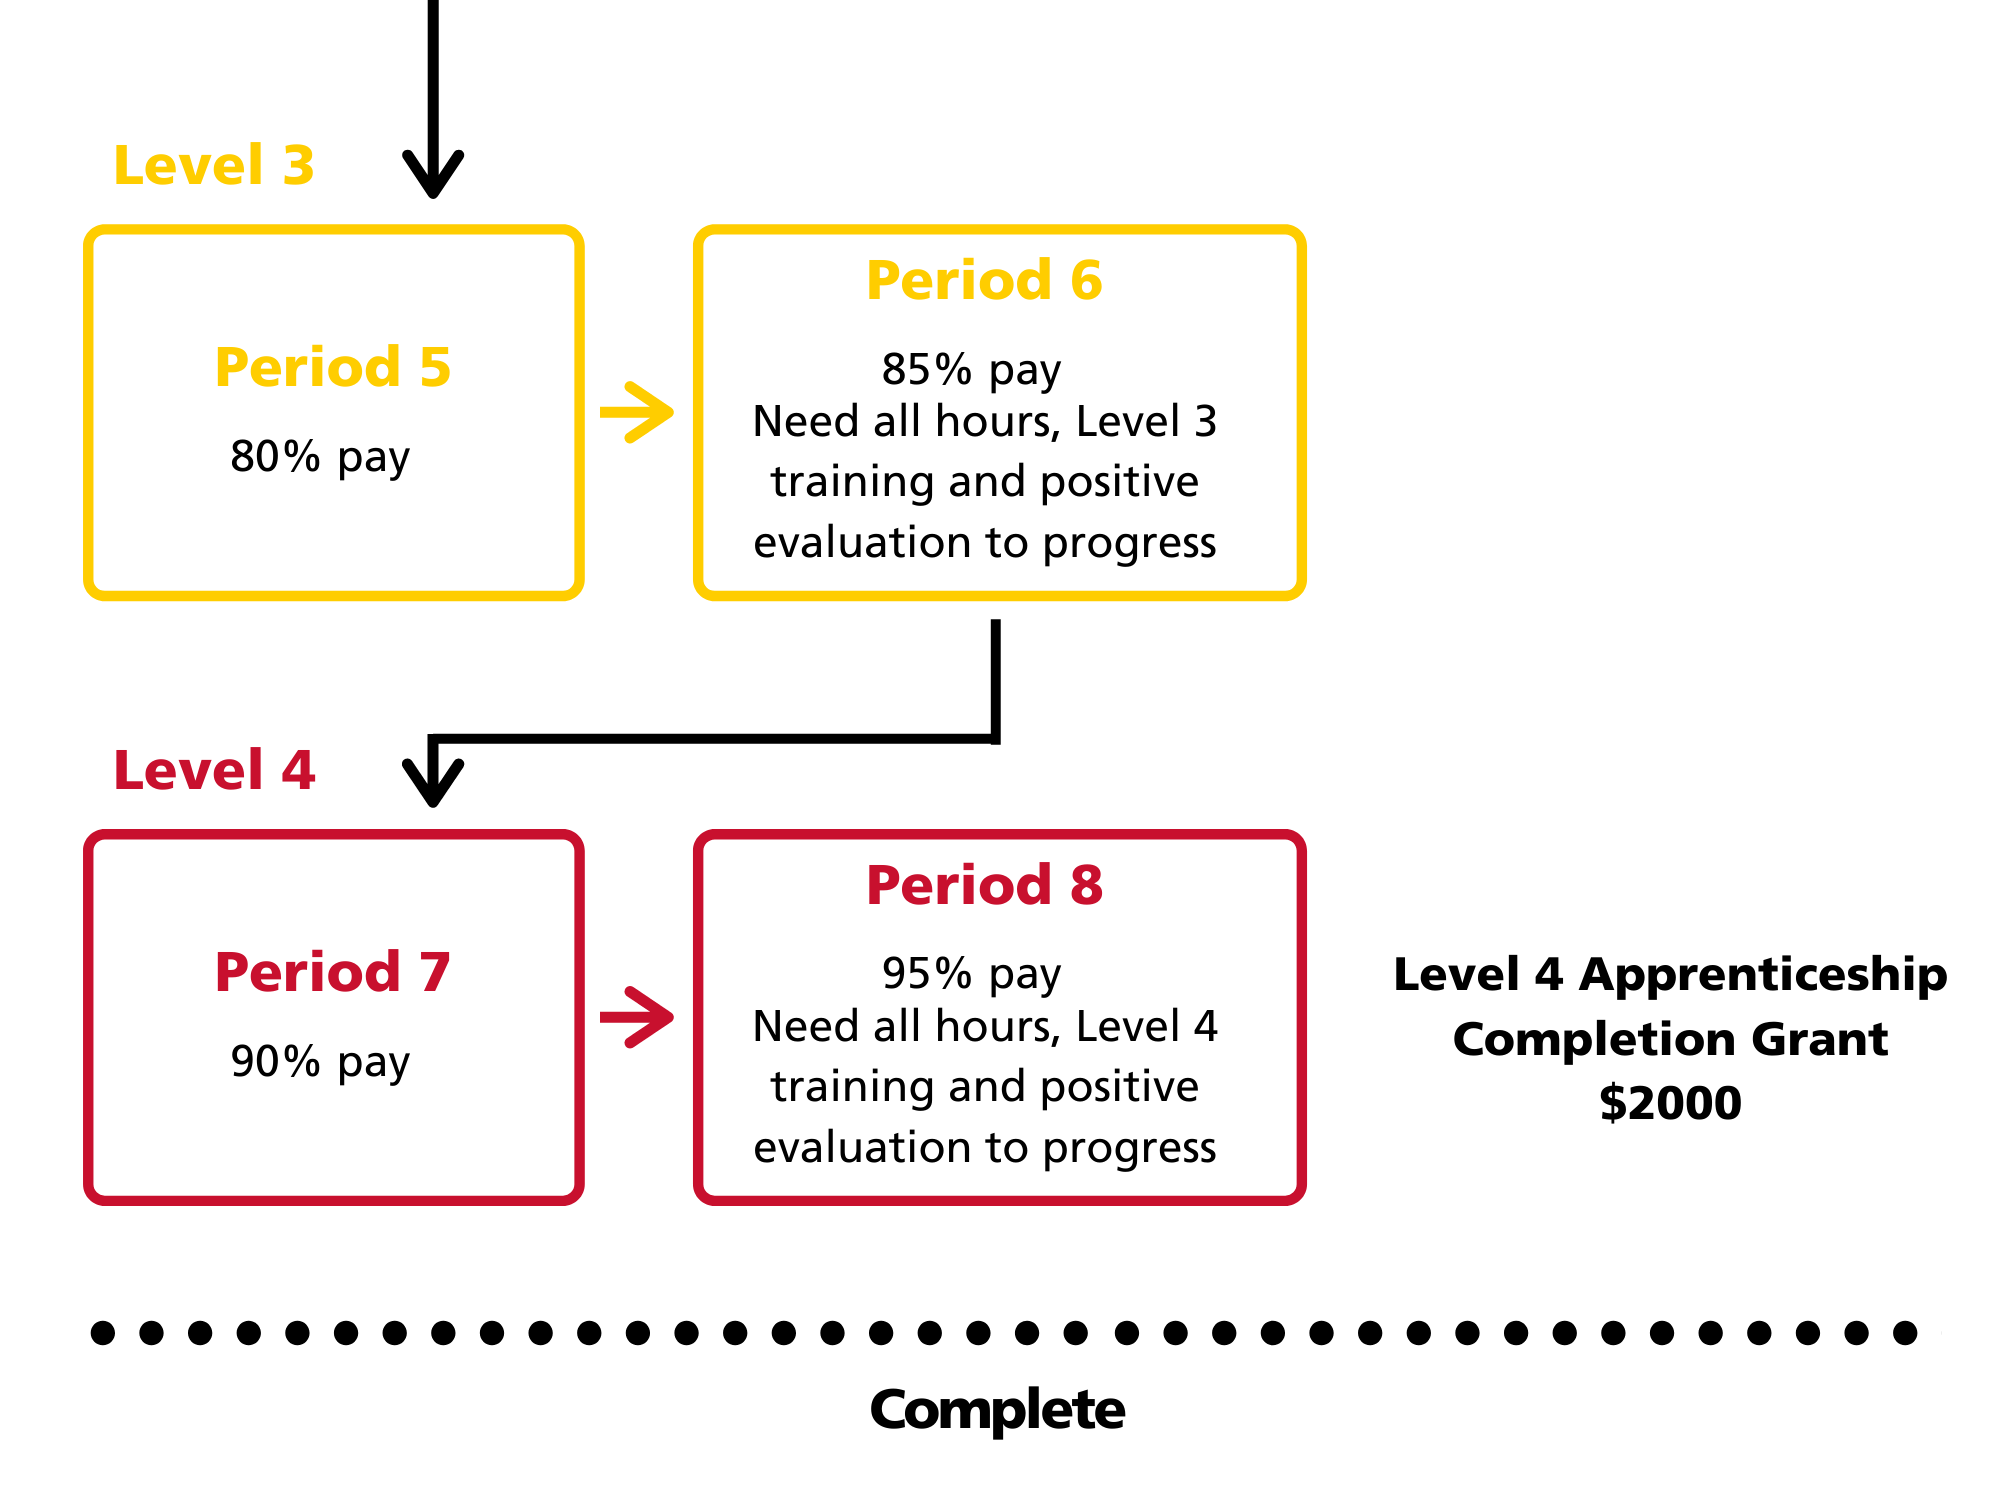 Level 3
Period 5
80% pay
Period 6
85% pay
Need all hours, Level 3
training and positive
evaluation to progress
Level 4
Period 7
90% pay
Period 8
95% pay
Need all hours, Level 4
training and positive
evaluation to progress
Level 4 Apprenticeship
Completion Grant
$2000
Complete